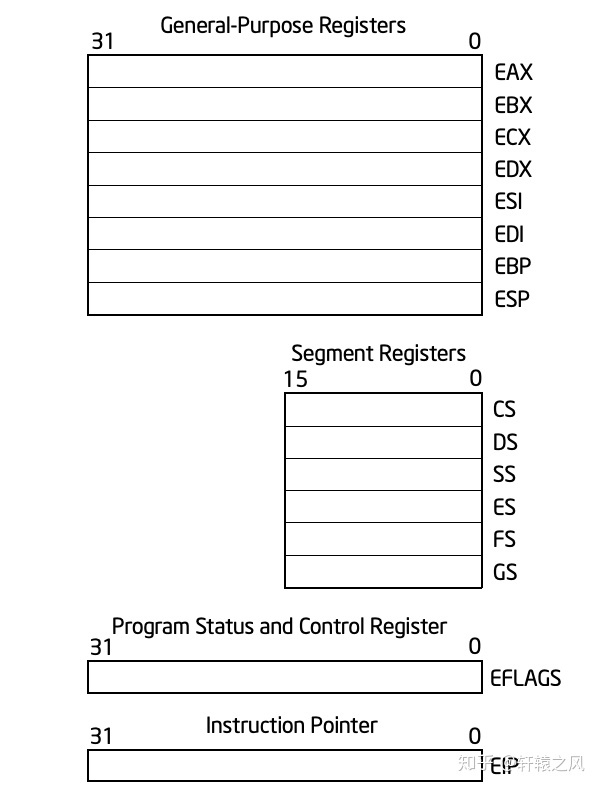 General-Purpose Registers
31 0
EAX
EBX
ECX
EDX
ESI
EDI
EBP
ESP
Segment Registers
15 0
CS
DS
SS
ES
FS
GS
Program Status and Control Register
31 0
EFLAGS
Instruction Pointer
31 0
EIP
知乎 @轩辕之风